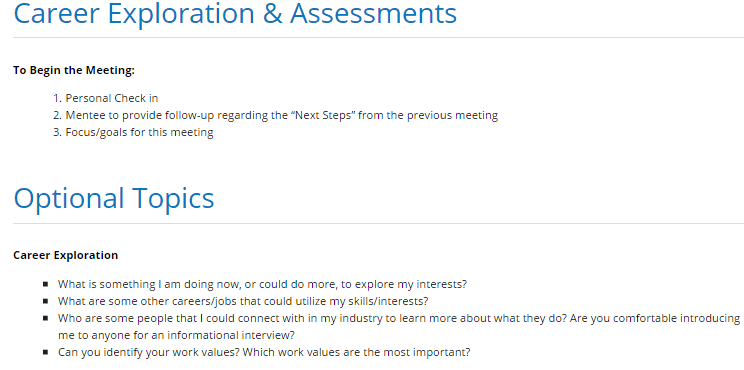 Career Exploration & Assessments
To Begin the Meeting:
1. Personal Check in
2. Mentee to provide follow-up regarding the “Next Steps” from the previous meeting
3. Focus/goals for this meeting
Optional Topics
Career Exploration
▪ What is something I am doing now, or could do more, to explore my interests?
▪ What are some other careers/jobs that could utilize my skills/interests?
▪ Who are some people that I could connect with in my industry to learn more about what they do? Are you comfortable introducing
me to anyone for an informational interview?
▪ Can you identify your work values? Which work values are the most important?